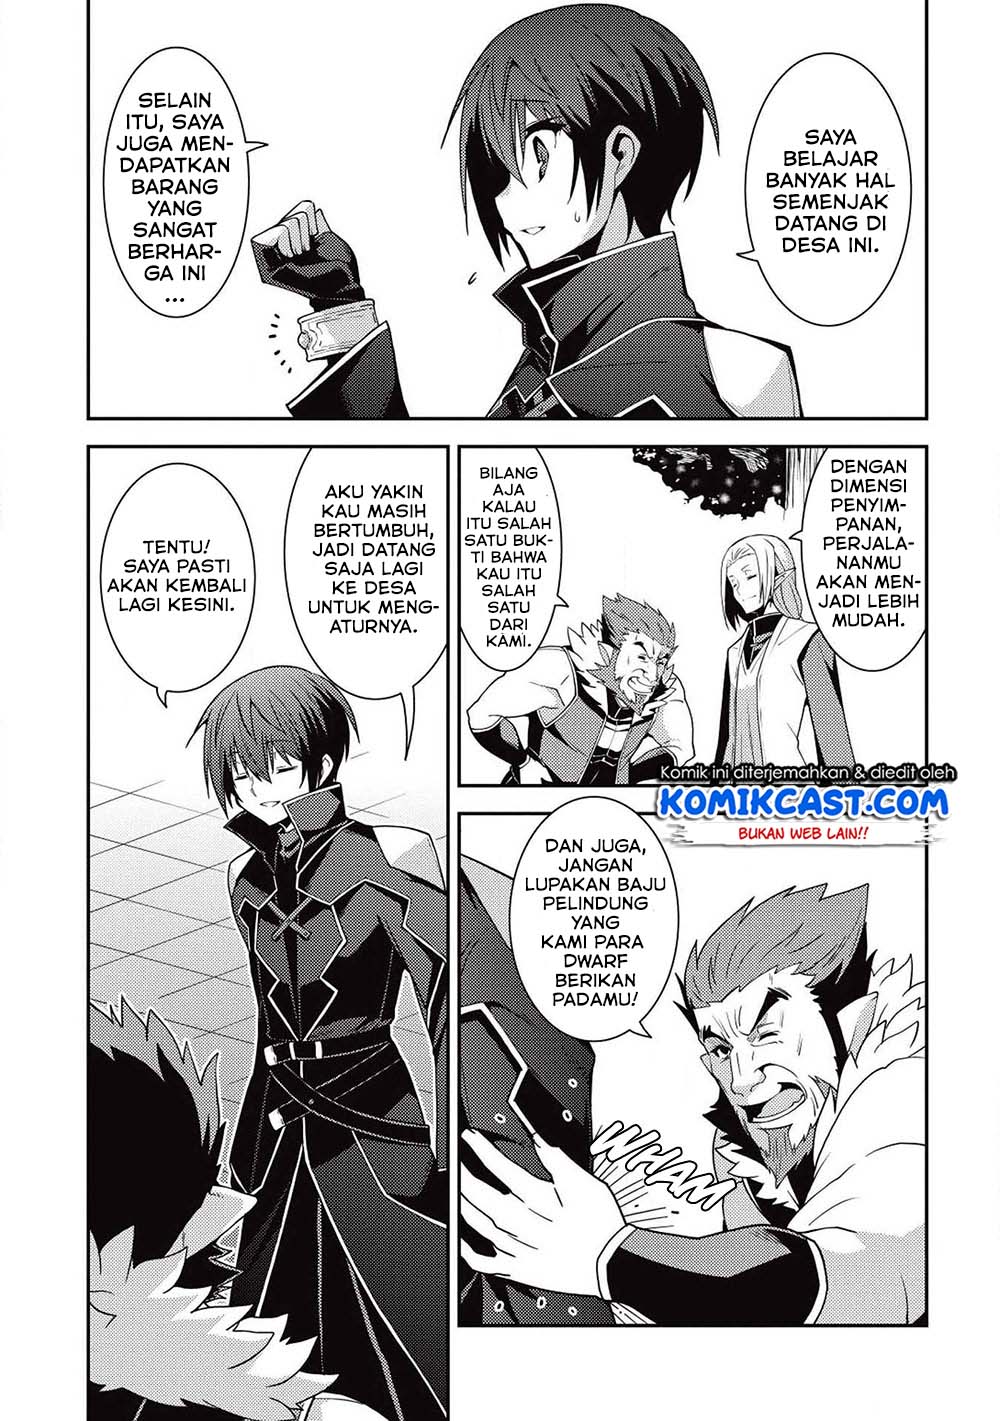 SAYA
BELAJAR
BANYAK HAL
SEMENJAK
DATANG DI
DESA INI.
SELAIN
ITU, SAYA
JUGA MEN-
DAPATKAN
BARANG
YANG
SANGAT
BERHAR-
GA INI
...
DENGAN
DIMENSI
PENYIM-
PANAN,
PERJALA-
NANMU
AKAN MEN-
JADI LEBIH
MUDAH.
BILANG
AJA
KALAU
ITU SALAH
SATU BUK-
TI BAHWA
KAU ITU
SALAH
SATU
DARI
KAMI.
Komik ini diterjemahkan & diedit oleh
KOMIKCAST.COM
BUKAN WEB LAIN!!
DAN JUGA,
JANGAN
LUPAKAN BAJU
PELINDUNG
YANG
KAMI PARA
DWARF
BERIKAN
PADAMU!
WHAM
AKU YAKIN
KAU MASIH
BERTUMBUH,
JADI DATANG
SAJA LAGI
KE DESA
UNTUK MENG-
ATURNYA.
TENTU!
SAYA PASTI
AKAN KEMBALI
LAGI KESINI.